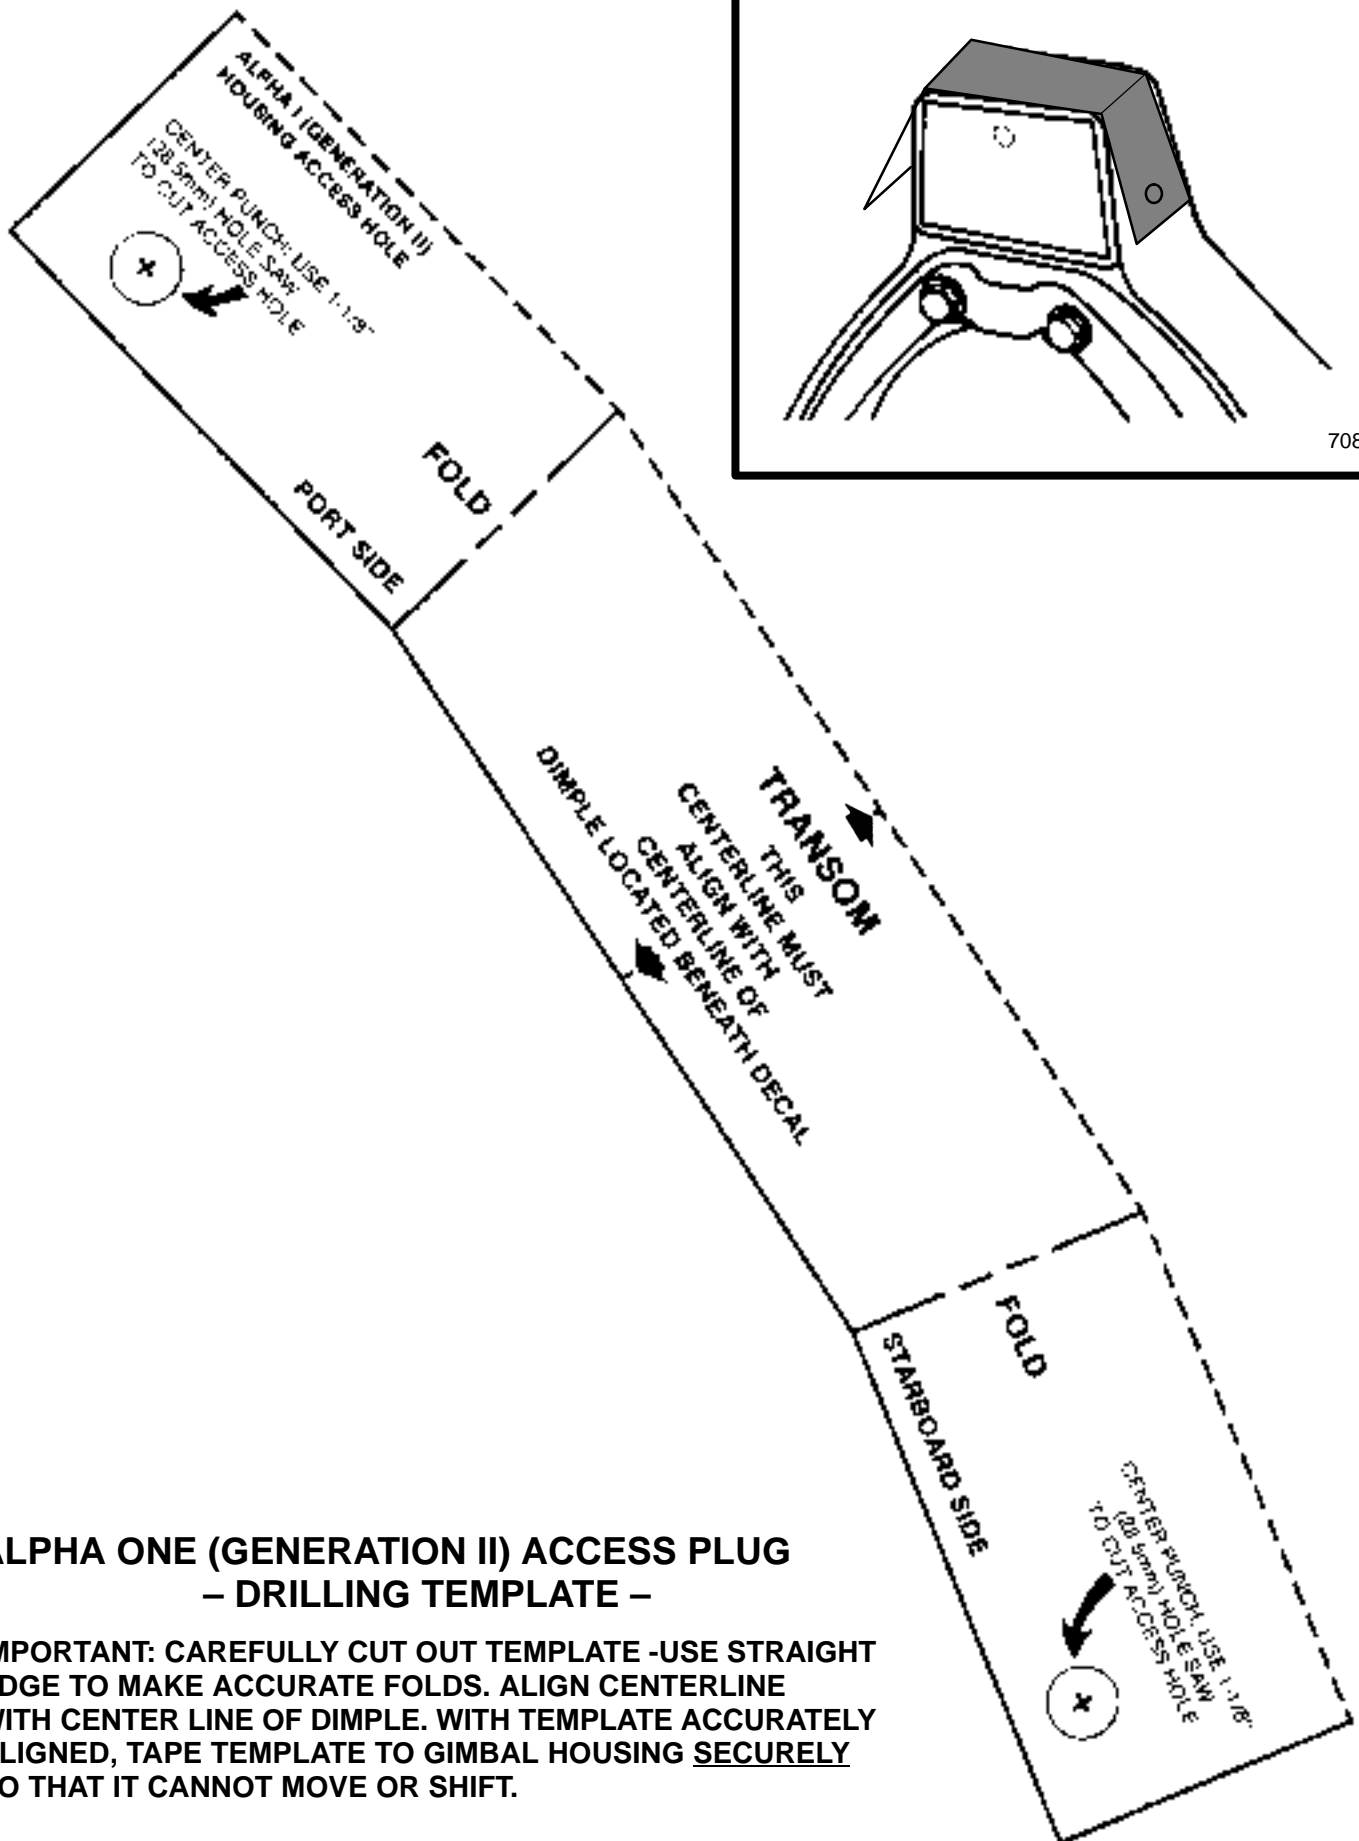 ALPHA I (GENERATION II)
HOUSING ACCESS HOLE
CENTER PUNCH, USE 1-1/8"
(28.5mm) HOLE SAW
TO CUT ACCESS HOLE
FOLD
PORT SIDE
708
TRANSOM
THIS
CENTERLINE MUST
ALIGN WITH
CENTERLINE OF
DIMPLE LOCATED BENEATH DECAL
FOLD
STARBOARD SIDE
CENTER PUNCH, USE 1-1/8"
(28.5mm) HOLE SAW
TO CUT ACCESS HOLE
LPHA ONE (GENERATION II) ACCESS PLUG
– DRILLING TEMPLATE –
MPORTANT: CAREFULLY CUT OUT TEMPLATE -USE STRAIGHT
DGE TO MAKE ACCURATE FOLDS. ALIGN CENTERLINE
WITH CENTER LINE OF DIMPLE. WITH TEMPLATE ACCURATELY
LIGNED, TAPE TEMPLATE TO GIMBAL HOUSING SECURELY
O THAT IT CANNOT MOVE OR SHIFT.